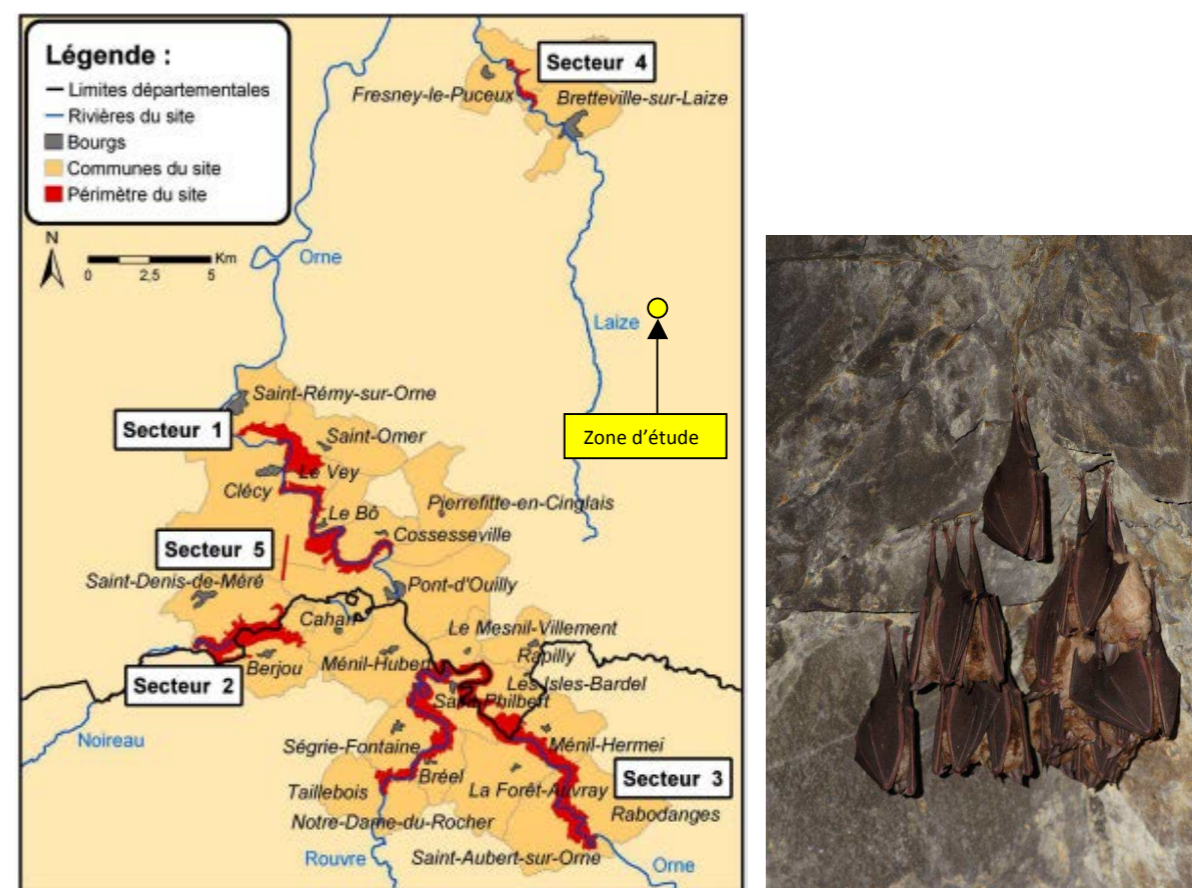 Légende :
Limites départementales
Rivières du site
Bourgs
Communes du site
Périmètre du site
N
0 2,5 5 Km
Secteur 4
Fresney-le-Puceux
Bretteville-sur-Laize
Orne
Laize
Zone d'étude
Saint-Rémy-sur-Orne
Secteur 1
Saint-Omer
Le Vey
Clécy
Pierrefitte-en-Cinglais
Le Bô
Cossesseville
Secteur 5
Saint-Denis-de-Méré
Pont-d'Ouilly
Cahan
Le Mesnil-Villement
Rapilly
Berjou
Ménil-Hubert
Les Isles-Bardel
Secteur 2
Saint-Philbert
Noireau
Ségrie-Fontaine
Ménil-Hermei
Bréel
Secteur 3
Taillebois
La Forêt-Auvray
Rabodanges
Notre-Dame-du-Rocher
Rouvre
Saint-Aubert-sur-Orne
Orne